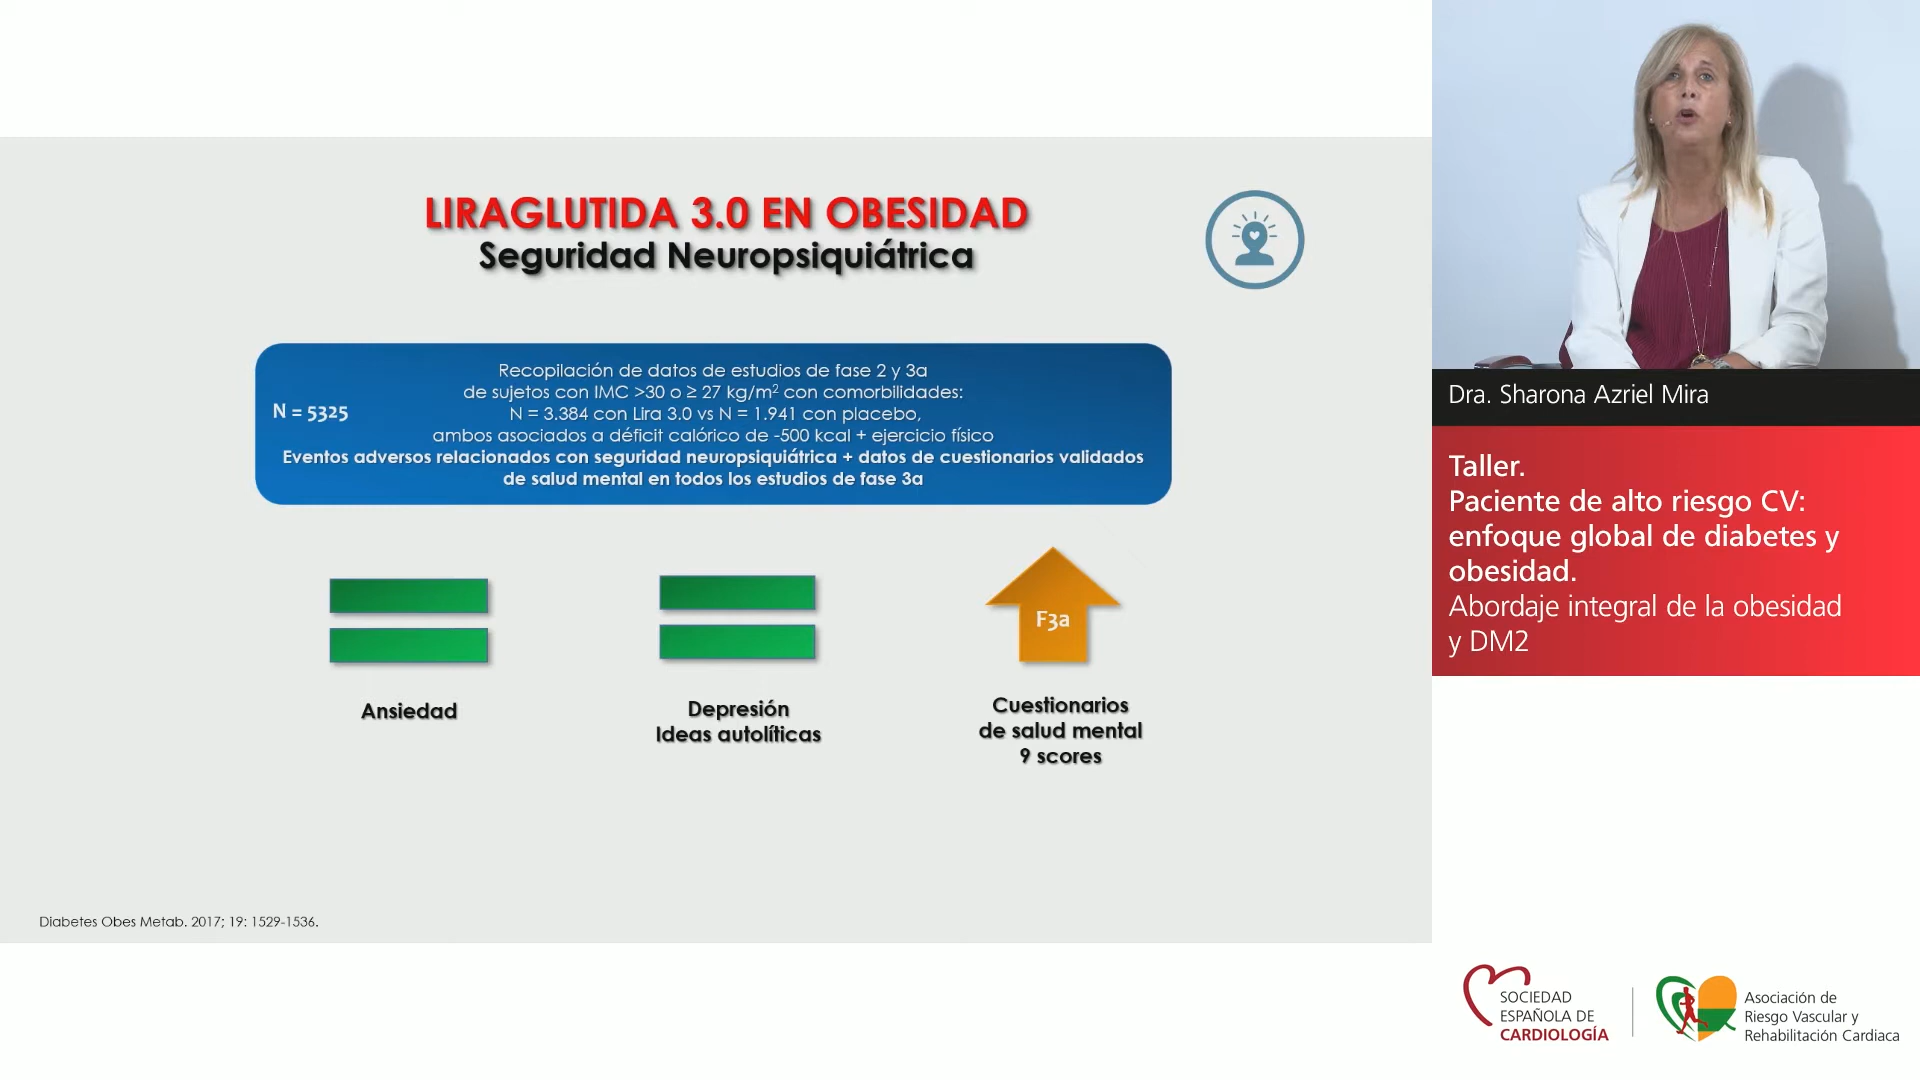 LIRAGLUTIDA 3.0 EN OBESIDAD
Seguridad Neuropsiquiátrica
N = 5325
Recopilación de datos de estudios de fase 2 y 3a
de sujetos con IMC >30 o ≥ 27 kg/m² con comorbilidades:
N = 3.384 con Lira 3.0 vs N = 1.941 con placebo,
ambos asociados a déficit calórico de -500 kcal + ejercicio físico
Eventos adversos relacionados con seguridad neuropsiquiátrica + datos de cuestionarios validados
de salud mental en todos los estudios de fase 3a
F3a
Ansiedad
Depresión
Ideas autolíticas
Cuestionarios
de salud mental
9 scores
Diabetes Obes Metab. 2017; 19: 1529-1536.
Dra. Sharona Azriel Mira
Taller.
Paciente de alto riesgo CV:
enfoque global de diabetes y
obesidad.
Abordaje integral de la obesidad
y DM2
SOCIEDAD
ESPAÑOLA DE
CARDIOLOGÍA
Asociación de
Riesgo Vascular y
Rehabilitación Cardiaca